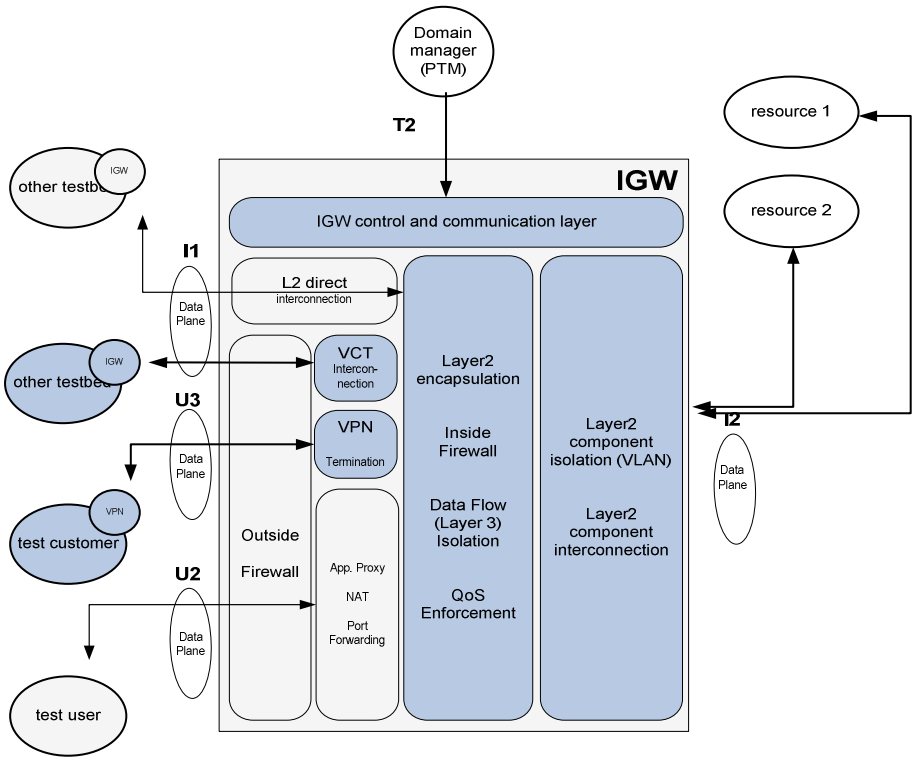 Domain
manager
(PTM)
T2
resource 1
resource 2
IGW
other testbed
IGW
IGW control and communication layer
I1
Data
Plane
L2 direct
interconnection
other testbed
IGW
VCT
Intercon-
nection
U3
Data
Plane
VPN
Termination
test customer
VPN
Outside
Firewall
App. Proxy
NAT
Port
Forwarding
U2
Data
Plane
test user
Layer2
encapsulation
Inside
Firewall
Data Flow
(Layer 3)
Isolation
QoS
Enforcement
Layer2
component
isolation (VLAN)
Layer2
component
interconnection
I2
Data
Plane